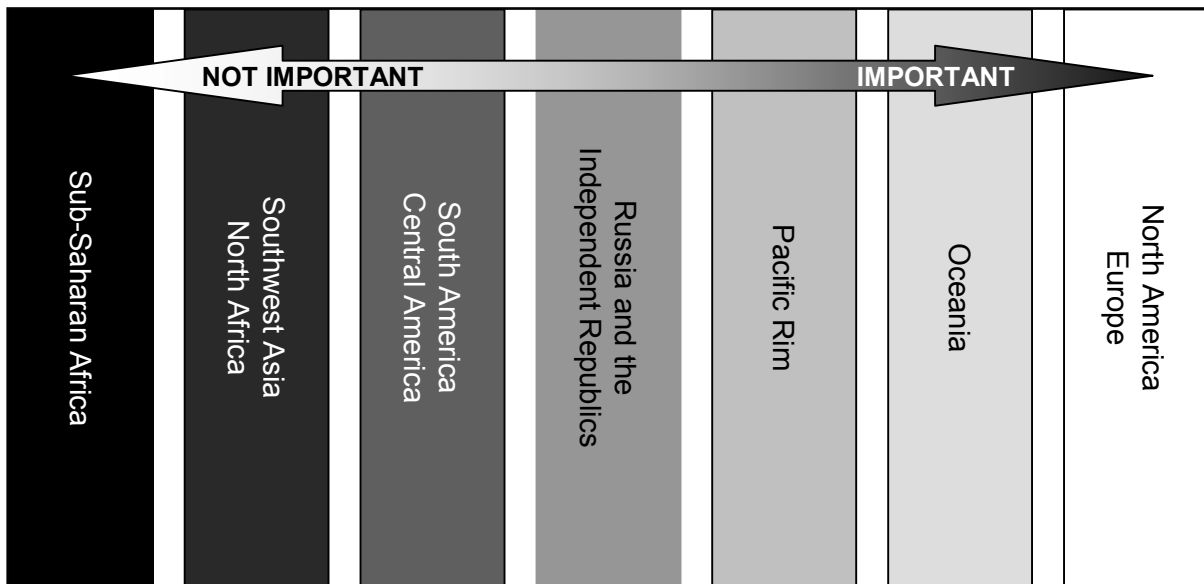 NOT IMPORTANT
IMPORTANT
Sub-Saharan Africa
Southwest Asia
North Africa
South America
Central America
Russia and the
Independent Republics
Pacific Rim
Oceania
North America
Europe